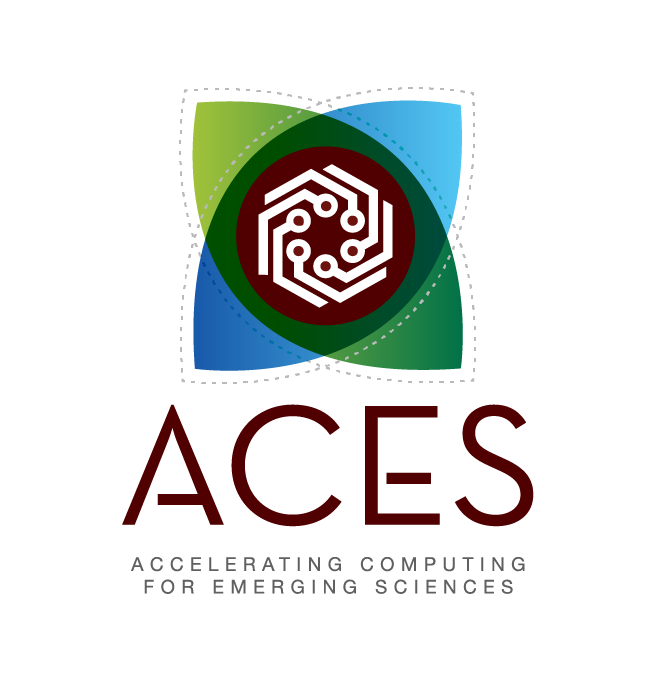 ACES
ACCELERATING COMPUTING
FOR EMERGING SCIENCES